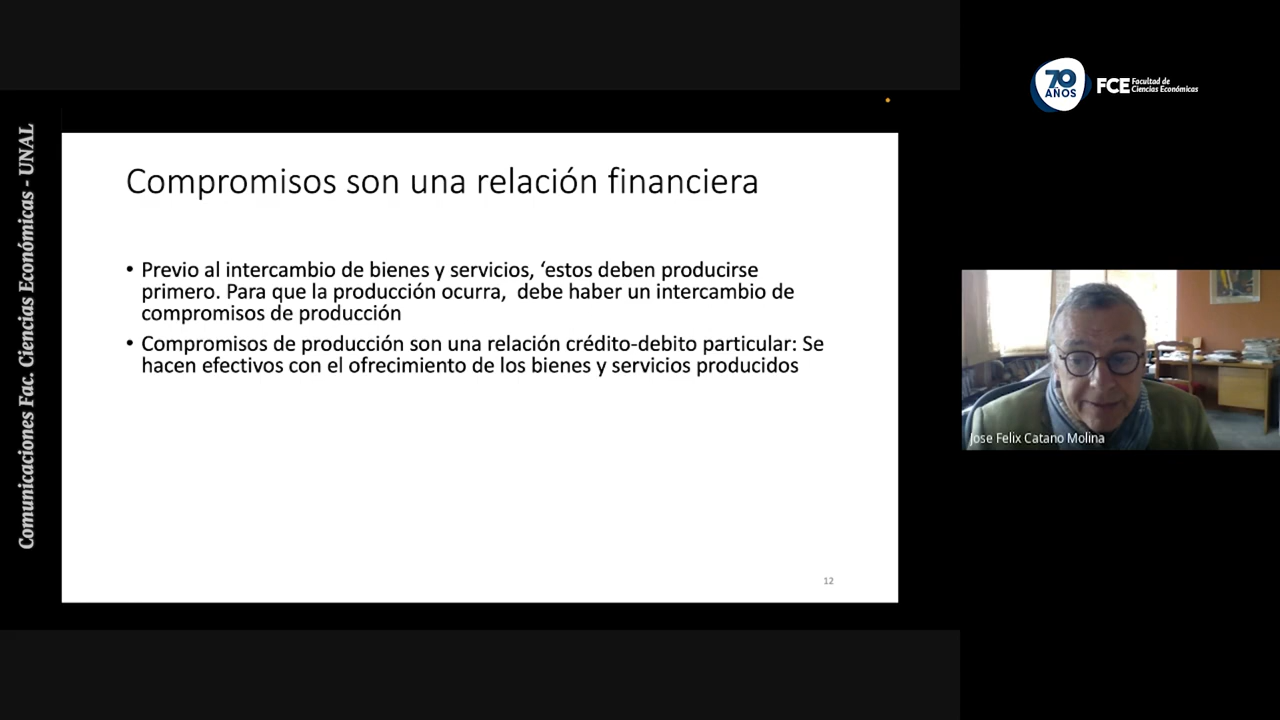 70
AÑOS
FCE Facultad de
Ciencias Económicas
Comunicaciones Fac. Ciencias Económicas - UNAL
Compromisos son una relación financiera
• Previo al intercambio de bienes y servicios, ‘estos deben producirse
primero. Para que la producción ocurra, debe haber un intercambio de
compromisos de producción
• Compromisos de producción son una relación crédito-debito particular: Se
hacen efectivos con el ofrecimiento de los bienes y servicios producidos
12
Jose Felix Catano Molina